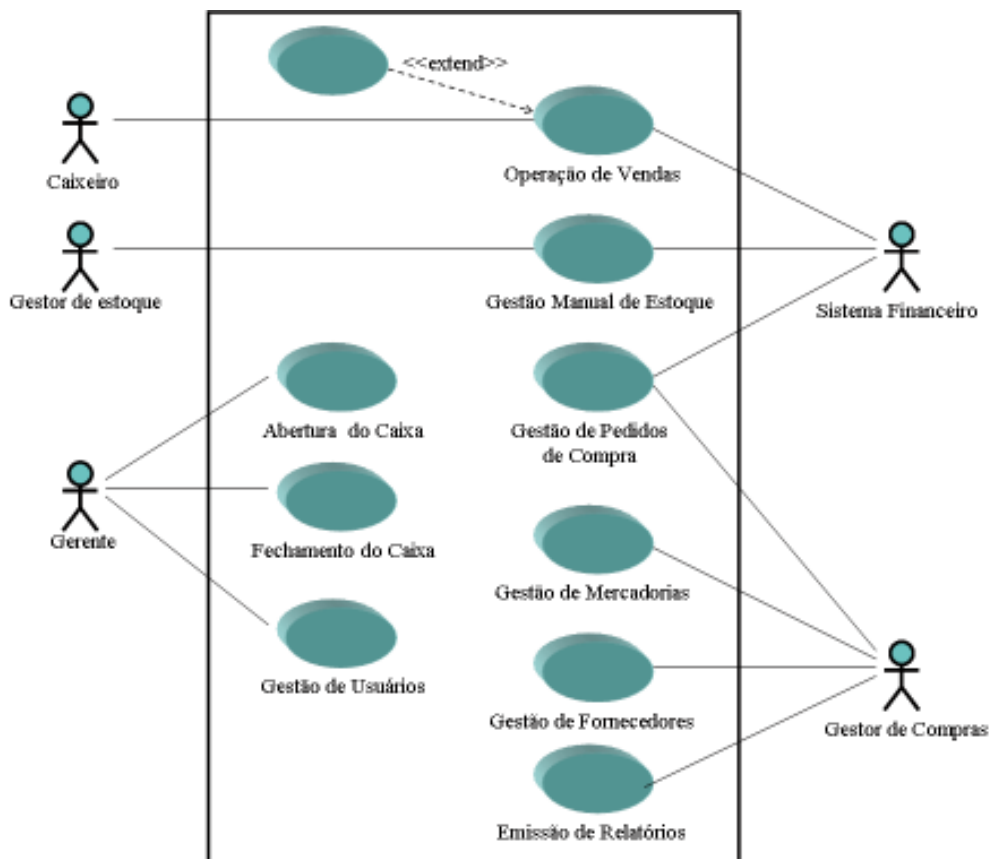 <<extend>>
Caixeiro
Operação de Vendas
Gestor de estoque
Gestão Manual de Estoque
Sistema Financeiro
Abertura do Caixa
Gestão de Pedidos
de Compra
Gerente
Fechamento do Caixa
Gestão de Mercadorias
Gestão de Usuários
Gestão de Fornecedores
Gestor de Compras
Emissão de Relatórios